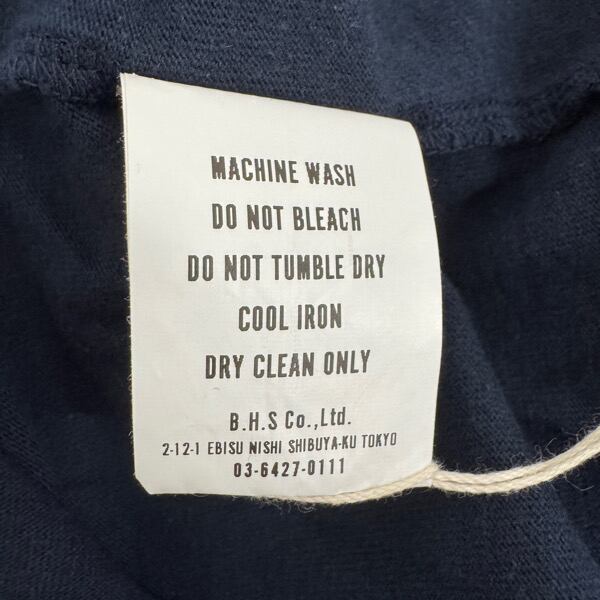 MACHINE WASH
DO NOT BLEACH
DO NOT TUMBLE DRY
COOL IRON
DRY CLEAN ONLY
B.H.S Co.,Ltd.
2-12-1 EBISU NISHI SHIBUYA-KU TOKYO
03-6427-0111